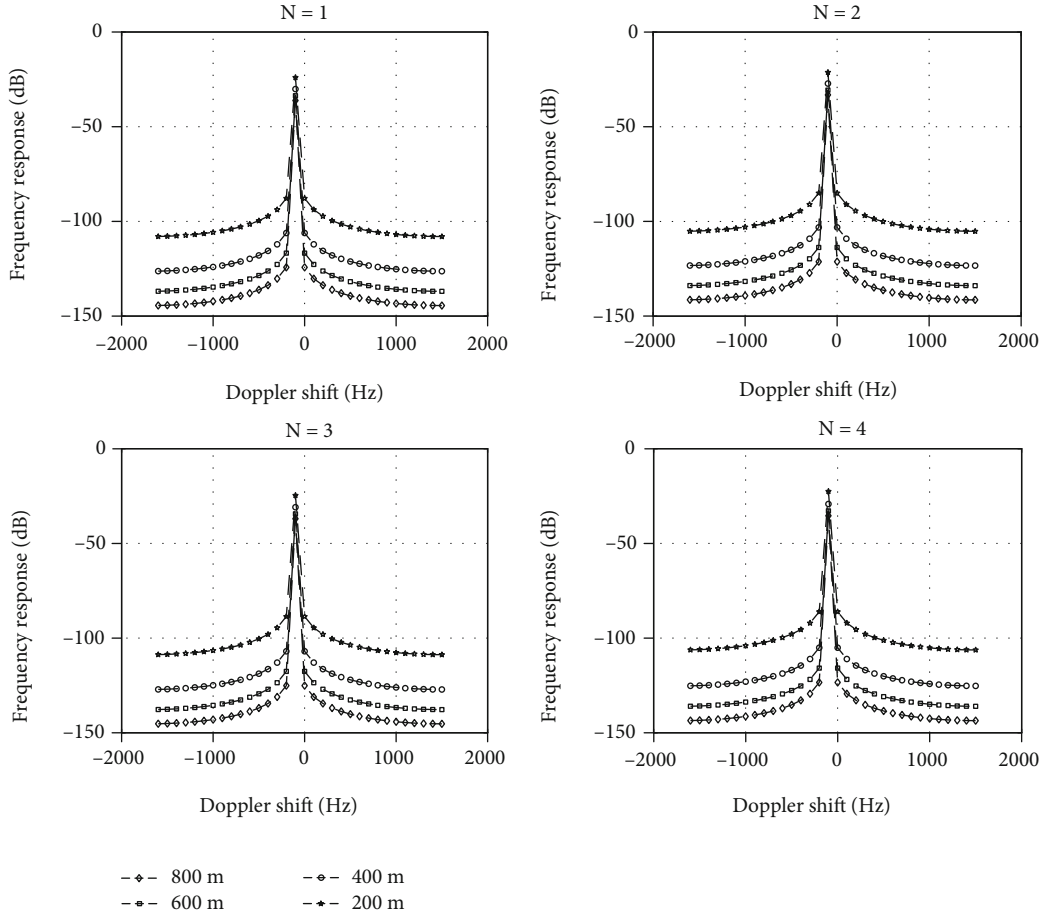 N = 1
0
−50
−100
−150
−2000
−1000
0
1000
2000
Frequency response (dB)
Doppler shift (Hz)
N = 2
0
−50
−100
−150
−2000
−1000
0
1000
2000
Frequency response (dB)
Doppler shift (Hz)
N = 3
0
−50
−100
−150
−2000
−1000
0
1000
2000
Frequency response (dB)
Doppler shift (Hz)
N = 4
0
−50
−100
−150
−2000
−1000
0
1000
2000
Frequency response (dB)
Doppler shift (Hz)
800 m
600 m
400 m
200 m